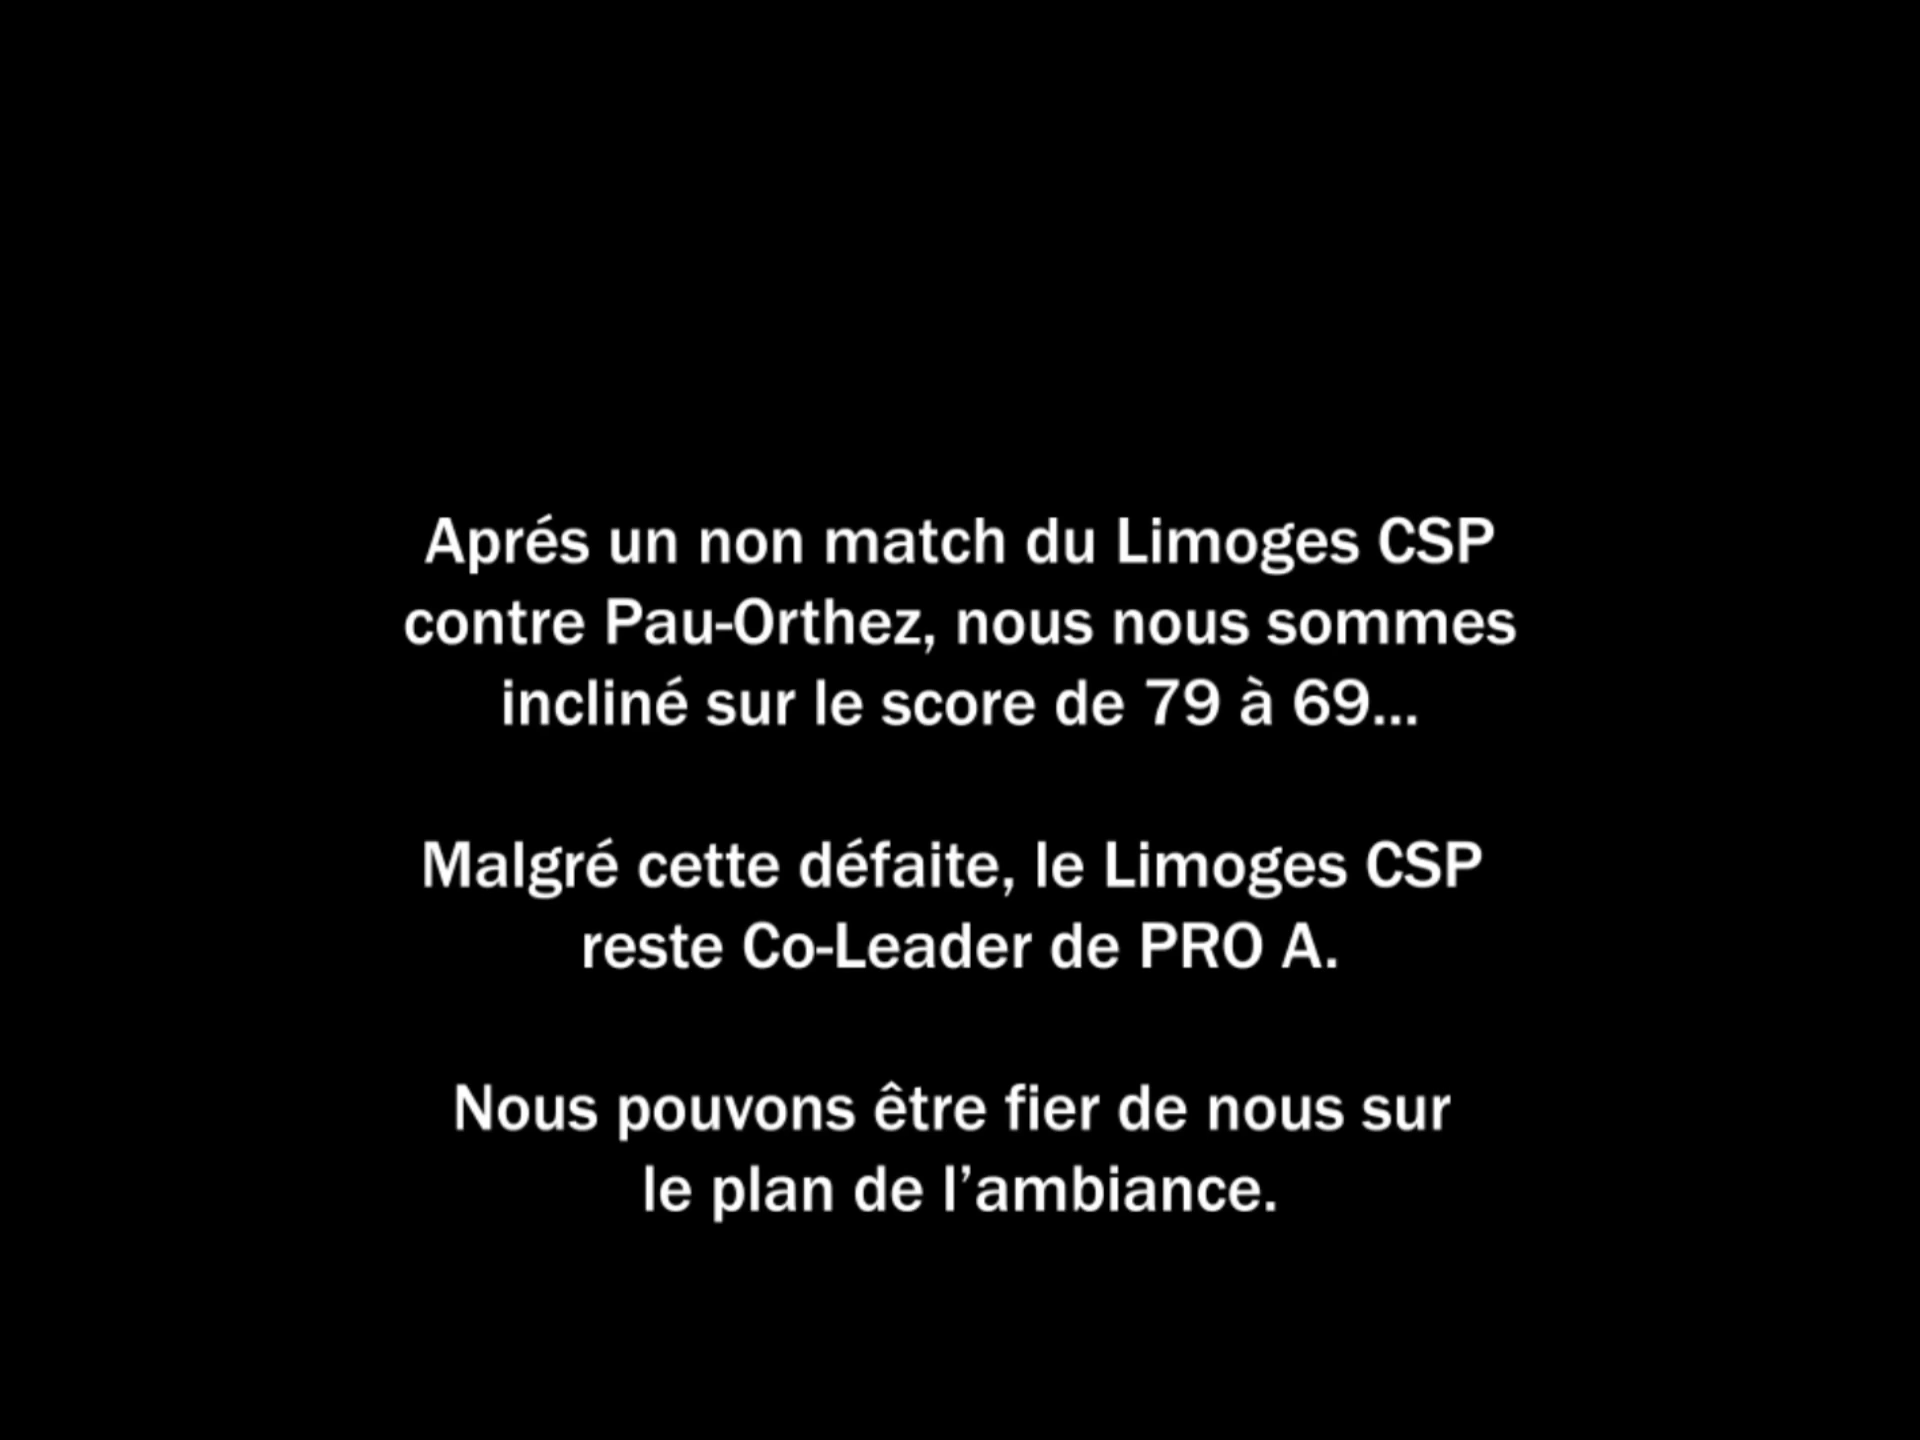 Aprés un non match du Limoges CSP
contre Pau-Orthez, nous nous sommes
incliné sur le score de 79 à 69...
Malgré cette défaite, le Limoges CSP
reste Co-Leader de PRO A.
Nous pouvons être fier de nous sur
le plan de l’ambiance.